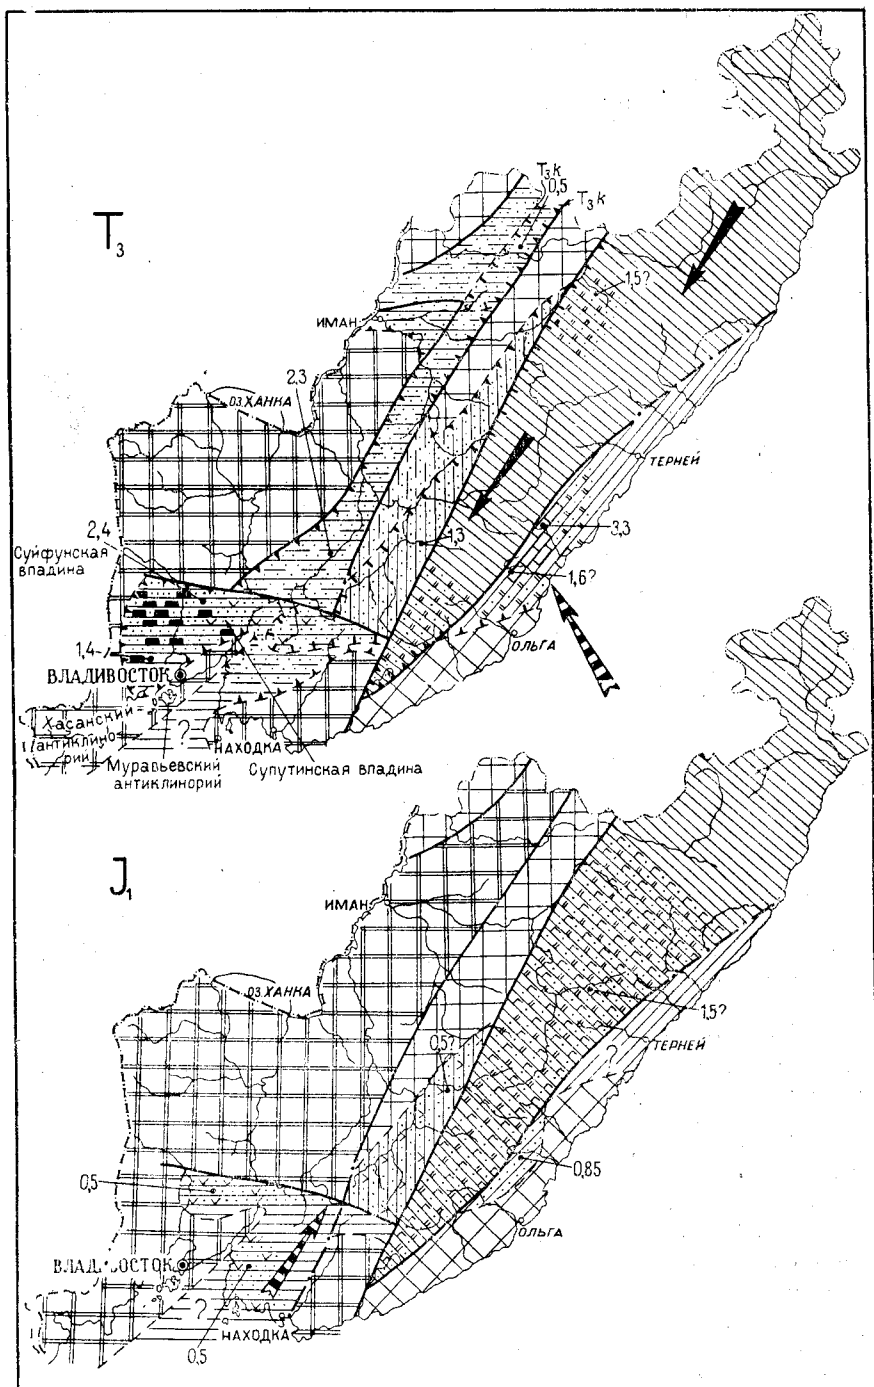 T₃k
0,5
T₃k
T₃
1,5?
ИМАН
2,3
ОЗ. ХАНКА
ТЕРНЕЙ
2,4
Суйфунская
впадина
1,3
3,3
1,6?
1,4
ОЛЬГА
ВЛАДИВОСТОК
Хасанский
антиклино-
рий
?
НАХОДКА
Муравьевский
антиклинорий
Супутинская впадина
J₁
ИМАН
ОЗ. ХАНКА
1,5?
0,5?
ТЕРНЕЙ
?
0,5
0,85
ОЛЬГА
ВЛАДИВОСТОК
?
НАХОДКА
0,5